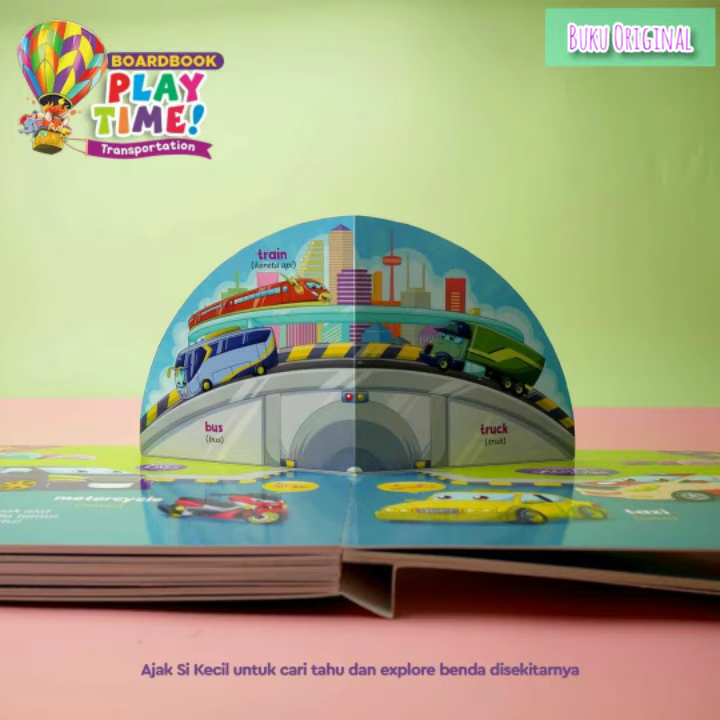 BOARDBOOK
PLAY
TIME!
Transportation
BUKU ORIGINAL
train
(kereta api)
bus
(bus)
truck
(truk)
motorcycle
taxi
Ajak Si Kecil untuk cari tahu dan explore benda disekitarnya